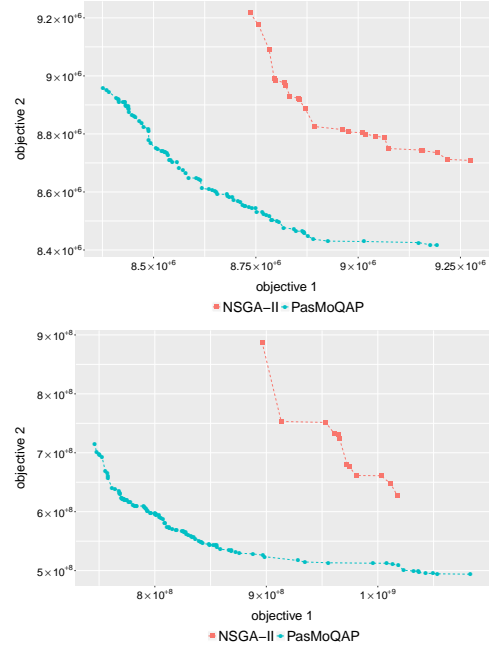 9.2×10⁺⁶
9×10⁺⁶
8.8×10⁺⁶
8.6×10⁺⁶
8.4×10⁺⁶
objective 2
8.5×10⁺⁶ 8.75×10⁺⁶ 9×10⁺⁶ 9.25×10⁺⁶
objective 1
NSGA−II PasMoQAP
9×10⁺⁸
8×10⁺⁸
7×10⁺⁸
6×10⁺⁸
5×10⁺⁸
objective 2
8×10⁺⁸ 9×10⁺⁸ 1×10⁺⁹
objective 1
NSGA−II PasMoQAP